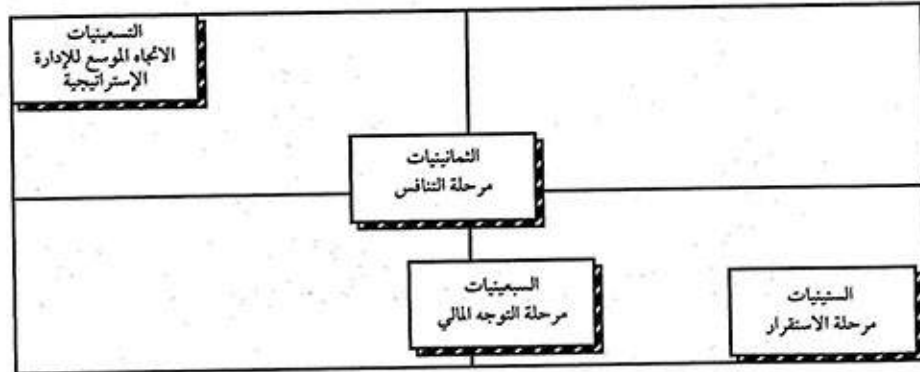 التسعينيات
الاتجاه الموسع للإدارة
الإستراتيجية
الثمانينيات
مرحلة التنافس
السبعينيات
مرحلة التوجه المالي
الستينيات
مرحلة الاستقرار